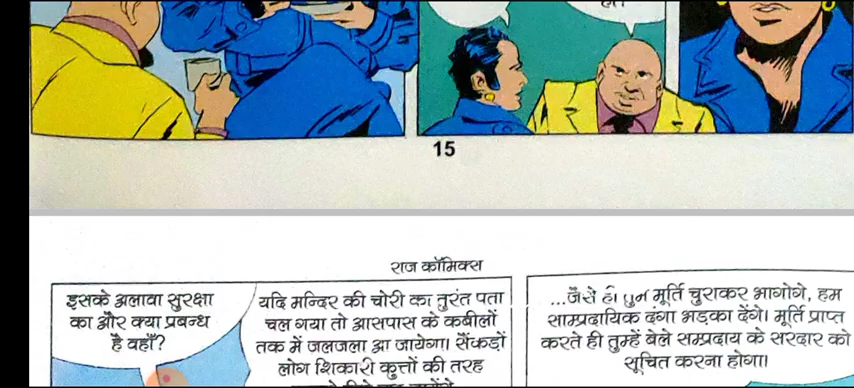 15
राज कॉमिक्स
इसके अलावा सुरक्षा
का और क्या प्रबन्ध
है वहाँ?
यदि मन्दिर की चोरी का तुरंत पता
चल गया तो आसपास के कबीलों
तक में जलजला आ जायेगा। सैंकड़ों
लोग शिकारी कुत्तों की तरह
...जैसे ही तुम मूर्ति चुराकर भागोगे, हम
साम्प्रदायिक दंगा भड़का देंगे। मूर्ति प्राप्त
करते ही तुम्हें बेले सम्प्रदाय के सरदार को
सूचित करना होगा।